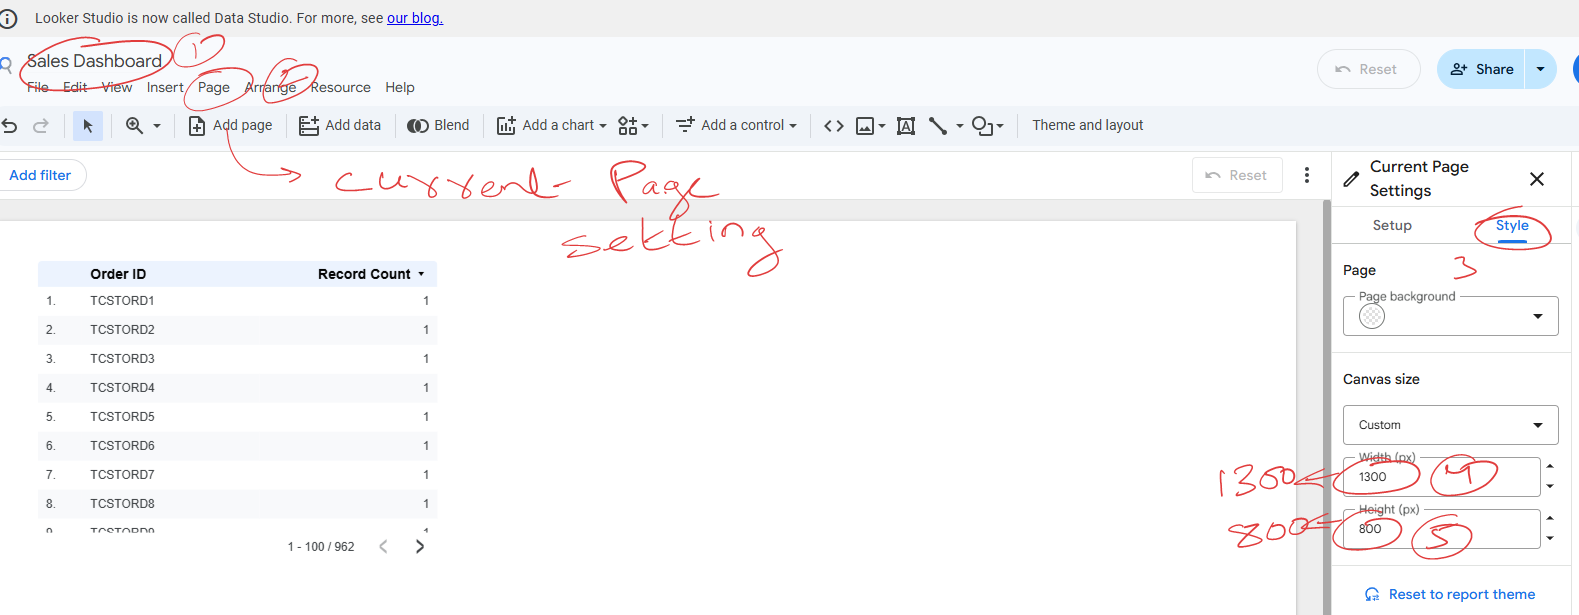 Looker Studio is now called Data Studio. For more, see our blog.
Sales Dashboard 1
File Edit View Insert Page Arrange Resource Help
2
Reset
Share
Add page Add data Blend Add a chart Add a control Theme and layout
Add filter
Reset
current Page
setting
Current Page
Settings
Setup Style
3
Page
Page background
Canvas size
Custom
Width (px)
1300
1300 4
Height (px)
800
800 5
Reset to report theme
Order ID Record Count
1. TCSTORD1 1
2. TCSTORD2 1
3. TCSTORD3 1
4. TCSTORD4 1
5. TCSTORD5 1
6. TCSTORD6 1
7. TCSTORD7 1
8. TCSTORD8 1
9. TCSTORD9 1
1 - 100 / 962